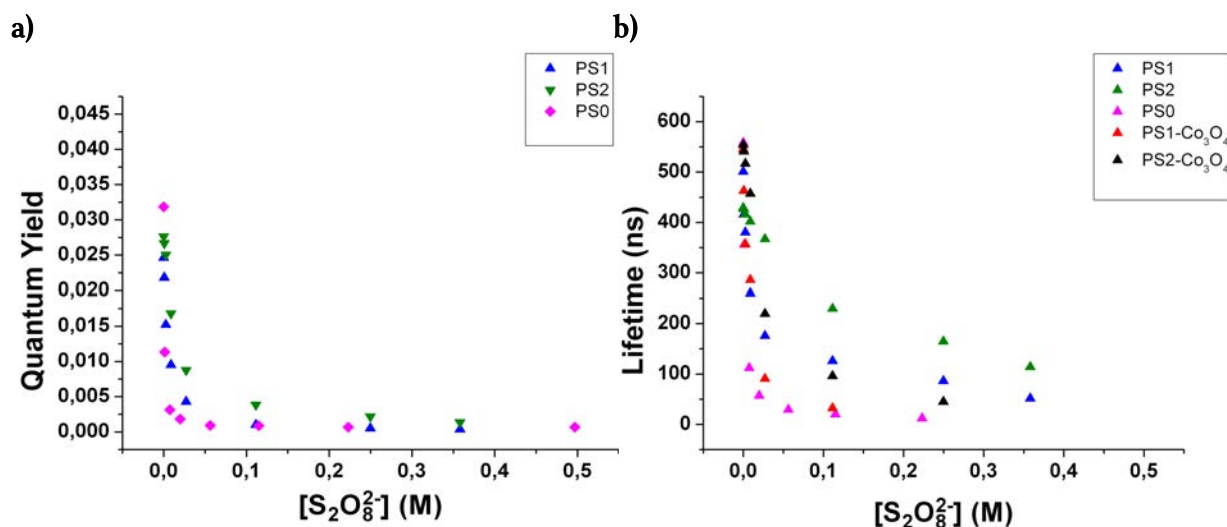 a)
PS1
PS2
PS0
0,045
0,040
0,035
0,030
0,025
0,020
0,015
0,010
0,005
0,000
Quantum Yield
0,0 0,1 0,2 0,3 0,4 0,5
[S₂O₈²⁻] (M)
b)
PS1
PS2
PS0
PS1-Co₃O₄
PS2-Co₃O₄
600
500
400
300
200
100
0
Lifetime (ns)
0,0 0,1 0,2 0,3 0,4 0,5
[S₂O₈²⁻] (M)